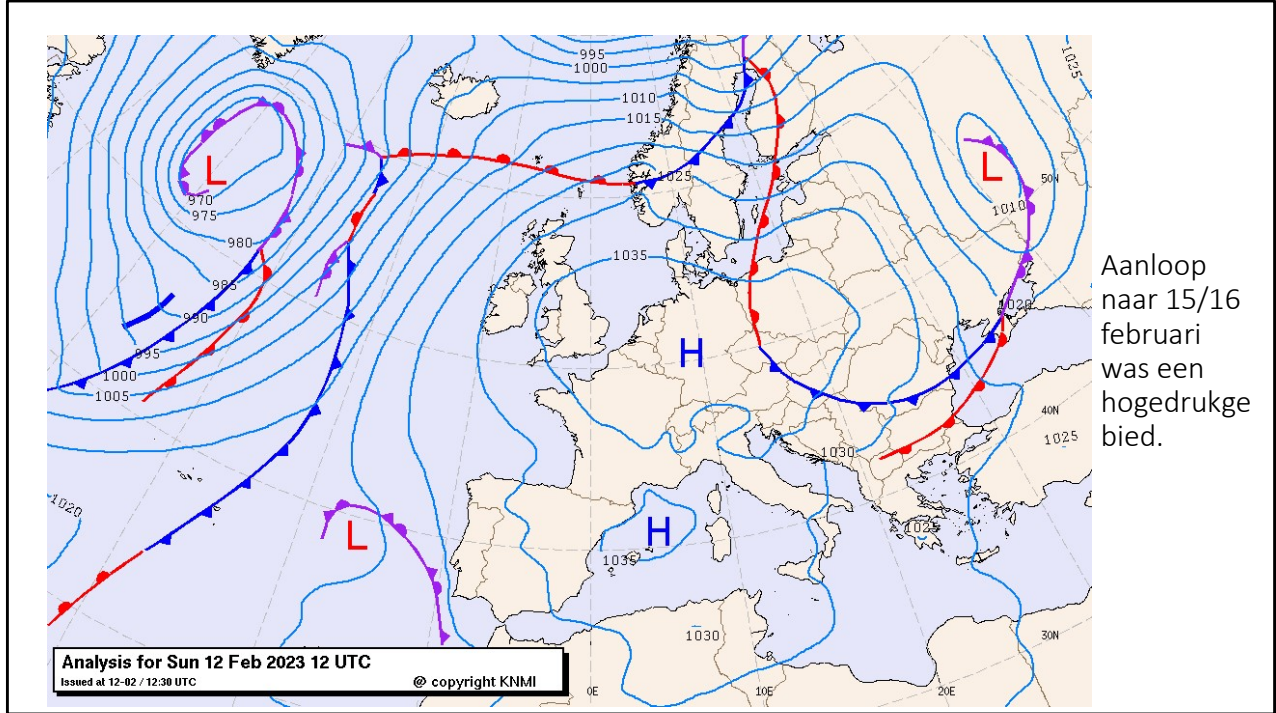 995
1000
1010
1015
1025
1025
L
970
975
980
985
990
995
1000
1005
1035
L
50N
1010
1020
H
40N
1025
1030
1020
L
H
1035
1025
1030
30N
0E
10E
20E
Analysis for Sun 12 Feb 2023 12 UTC
Issued at 12-02 / 12:30 UTC
@ copyright KNMI
Aanloop
naar 15/16
februari
was een
hogedrukge
bied.